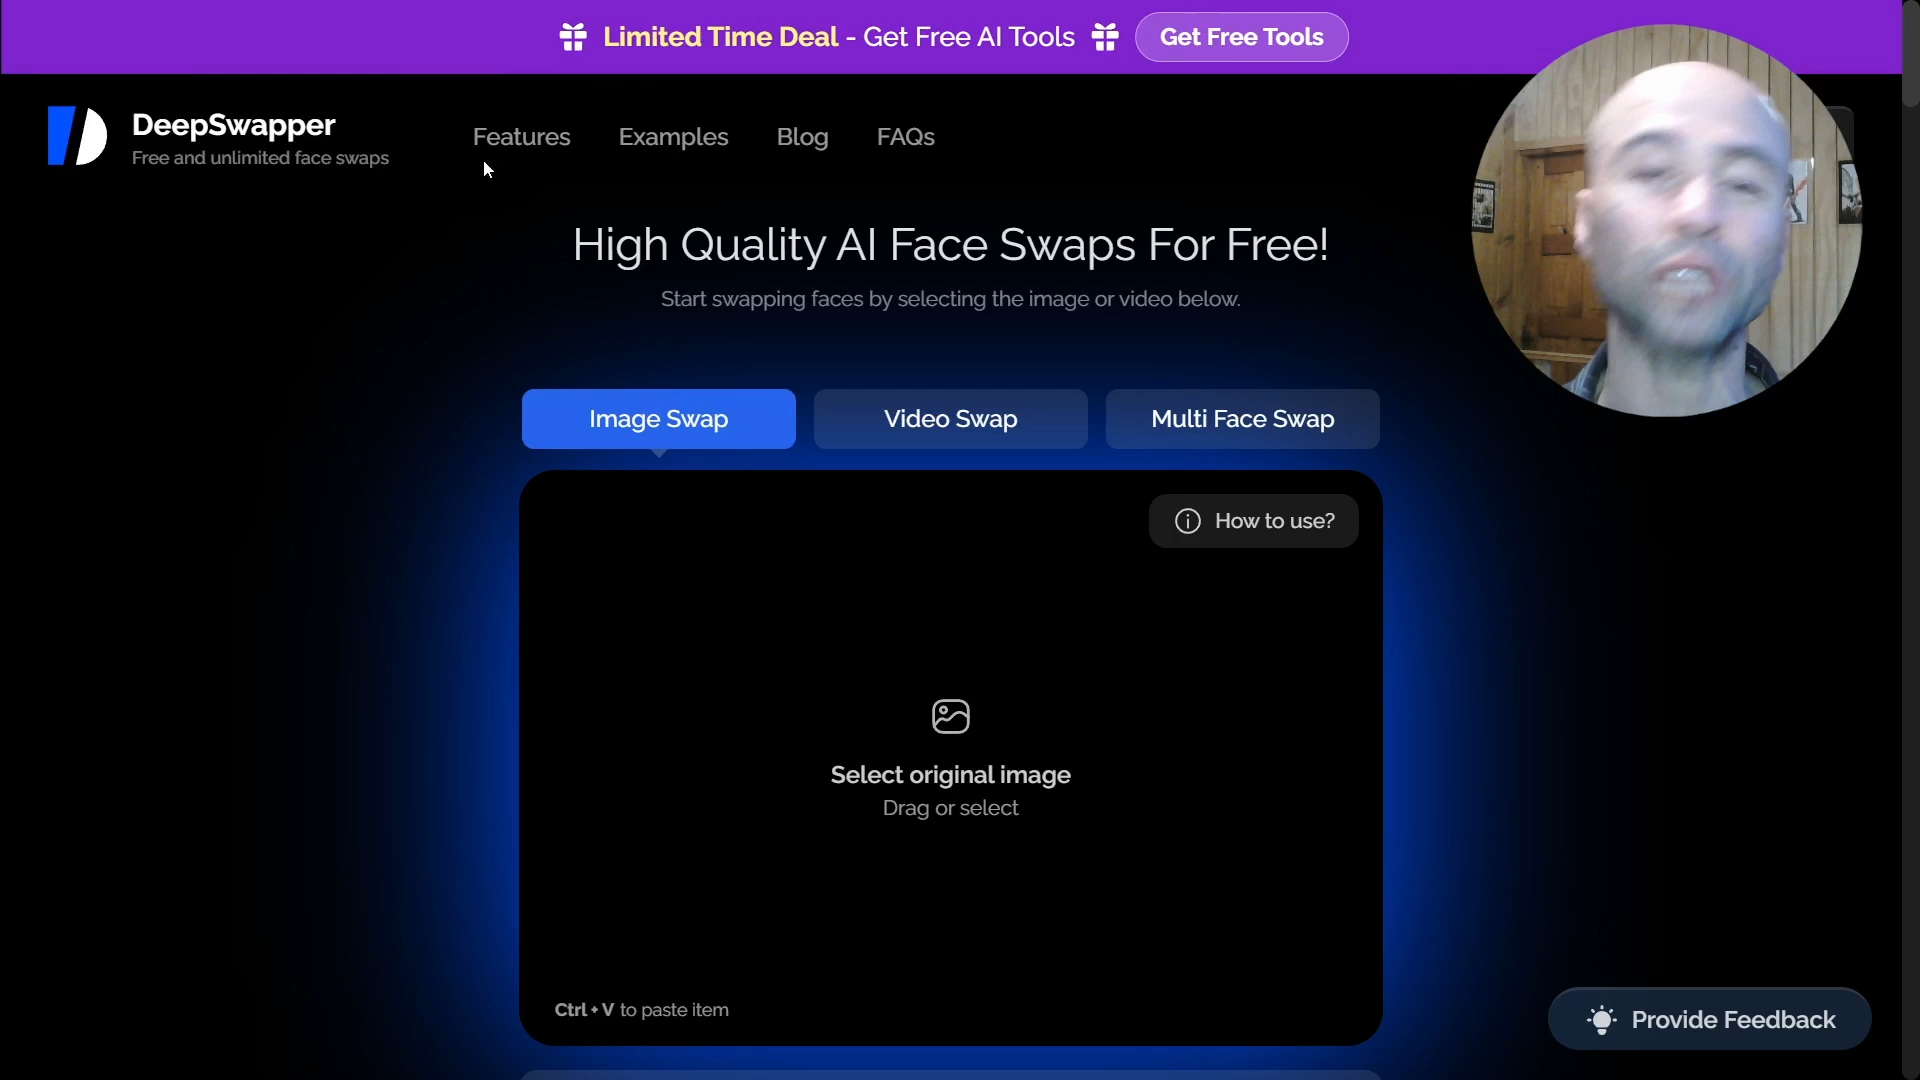 Limited Time Deal - Get Free AI Tools
Get Free Tools
DeepSwapper
Free and unlimited face swaps
Features
Examples
Blog
FAQs
High Quality AI Face Swaps For Free!
Start swapping faces by selecting the image or video below.
Image Swap
Video Swap
Multi Face Swap
How to use?
Select original image
Drag or select
Ctrl + V to paste item
Provide Feedback